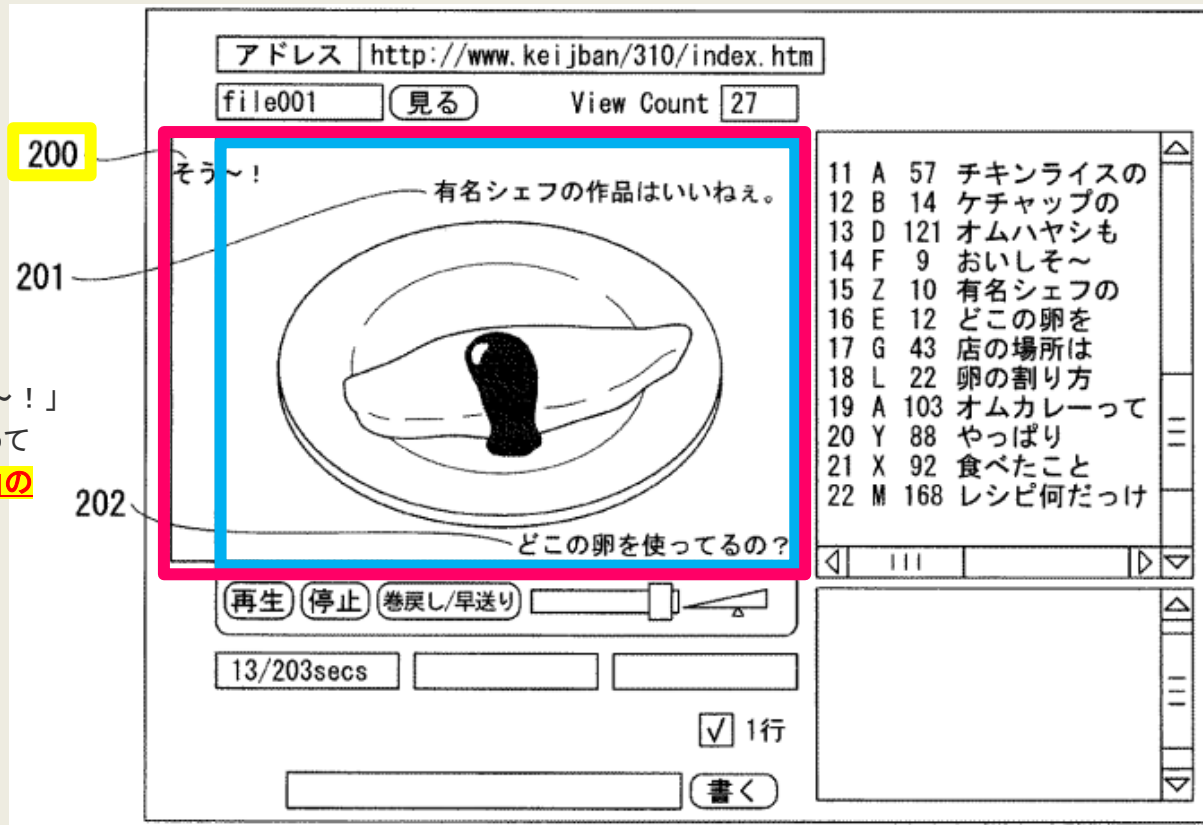 アドレス http://www.keijban/310/index.htm
file001 見る View Count 27
200
そう～！
有名シェフの作品はいいねぇ。
201
202
どこの卵を使ってるの？
～！」
って
の
11 A 57 チキンライスの
12 B 14 ケチャップの
13 D 121 オムハヤシも
14 F 9 おいしそ～
15 Z 10 有名シェフの
16 E 12 どこの卵を
17 G 43 店の場所は
18 L 22 卵の割り方
19 A 103 オムカレーって
20 Y 88 やっぱり
21 X 92 食べたこと
22 M 168 レシピ何だっけ
再生 停止 巻戻し/早送り
13/203secs
√ 1行
書く